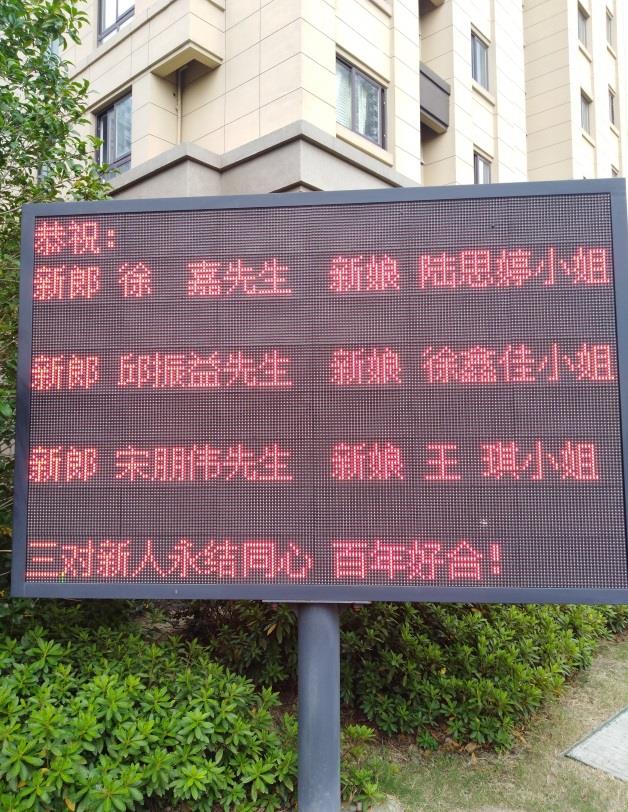 恭祝:
新郎 徐 嘉先生 新娘 陆思婷小姐
新郎 邱振益先生 新娘 徐鑫佳小姐
新郎 宋朋伟先生 新娘 王 琪小姐
三对新人永结同心 百年好合!